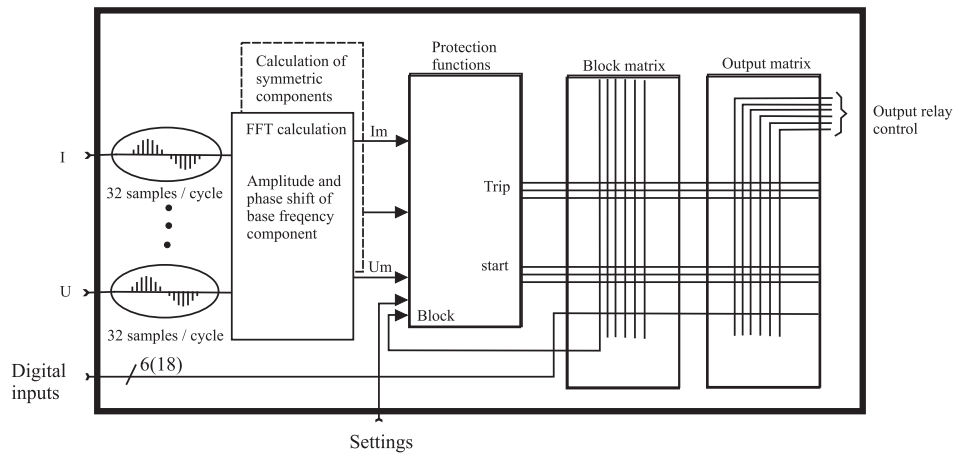 Calculation of
symmetric
components
Protection
functions
Block matrix
Output matrix
FFT calculation
Im
Output relay
control
I
32 samples / cycle
Amplitude and
phase shift of
base freqency
component
Trip
Um
start
U
Block
32 samples / cycle
6(18)
Digital
inputs
Settings